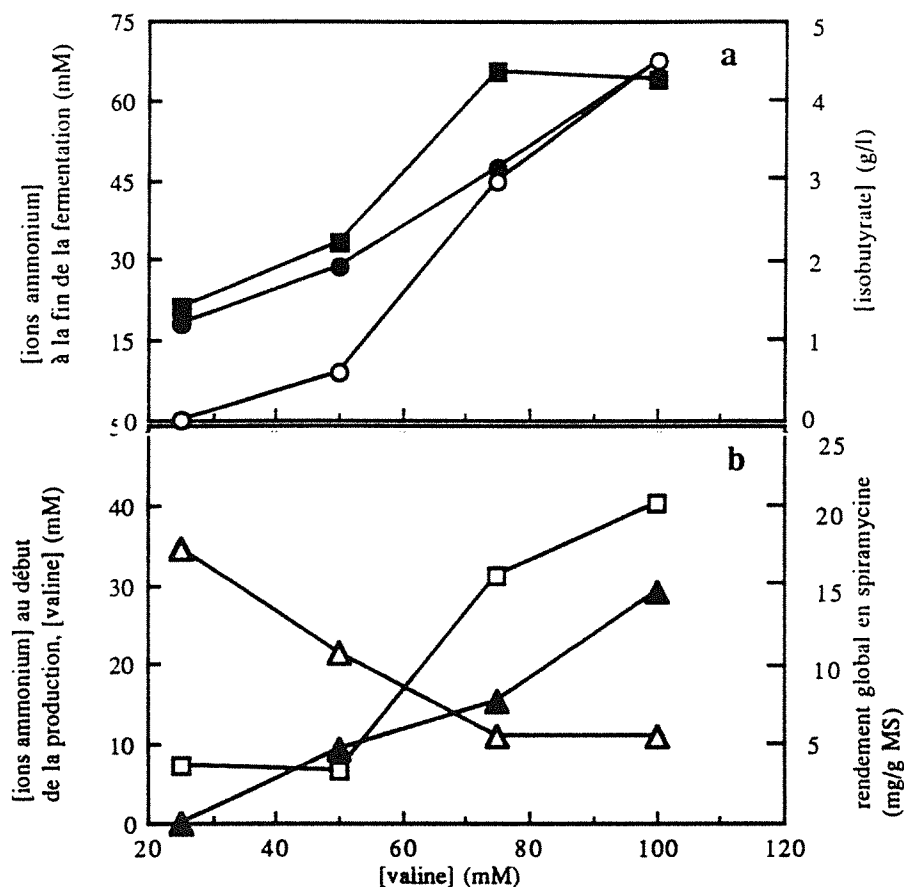 75
60
45
30
15
0
[ions ammonium]
à la fin de la fermentation (mM)
a
5
4
3
2
1
0
[isobutyrate] (g/l)
40
30
20
10
0
[ions ammonium] au début
de la production, [valine] (mM)
b
25
20
15
10
5
rendement global en spiramycine
(mg/g MS)
20
40
60
80
100
120
[valine] (mM)